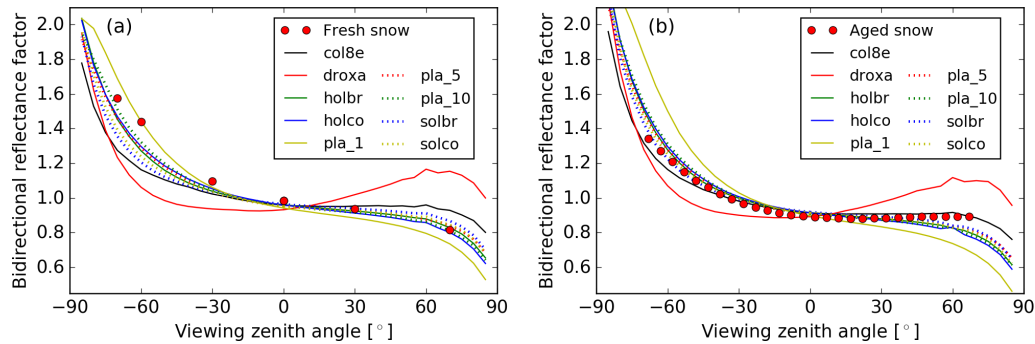 (a)
Fresh snow
col8e
droxa
holbr
holco
pla_1
pla_5
pla_10
solbr
solco
Bidirectional reflectance factor
2.0
1.8
1.6
1.4
1.2
1.0
0.8
0.6
−90 −60 −30 0 30 60 90
Viewing zenith angle [°]
(b)
Aged snow
col8e
droxa
holbr
holco
pla_1
pla_5
pla_10
solbr
solco
Bidirectional reflectance factor
2.0
1.8
1.6
1.4
1.2
1.0
0.8
0.6
−90 −60 −30 0 30 60 90
Viewing zenith angle [°]